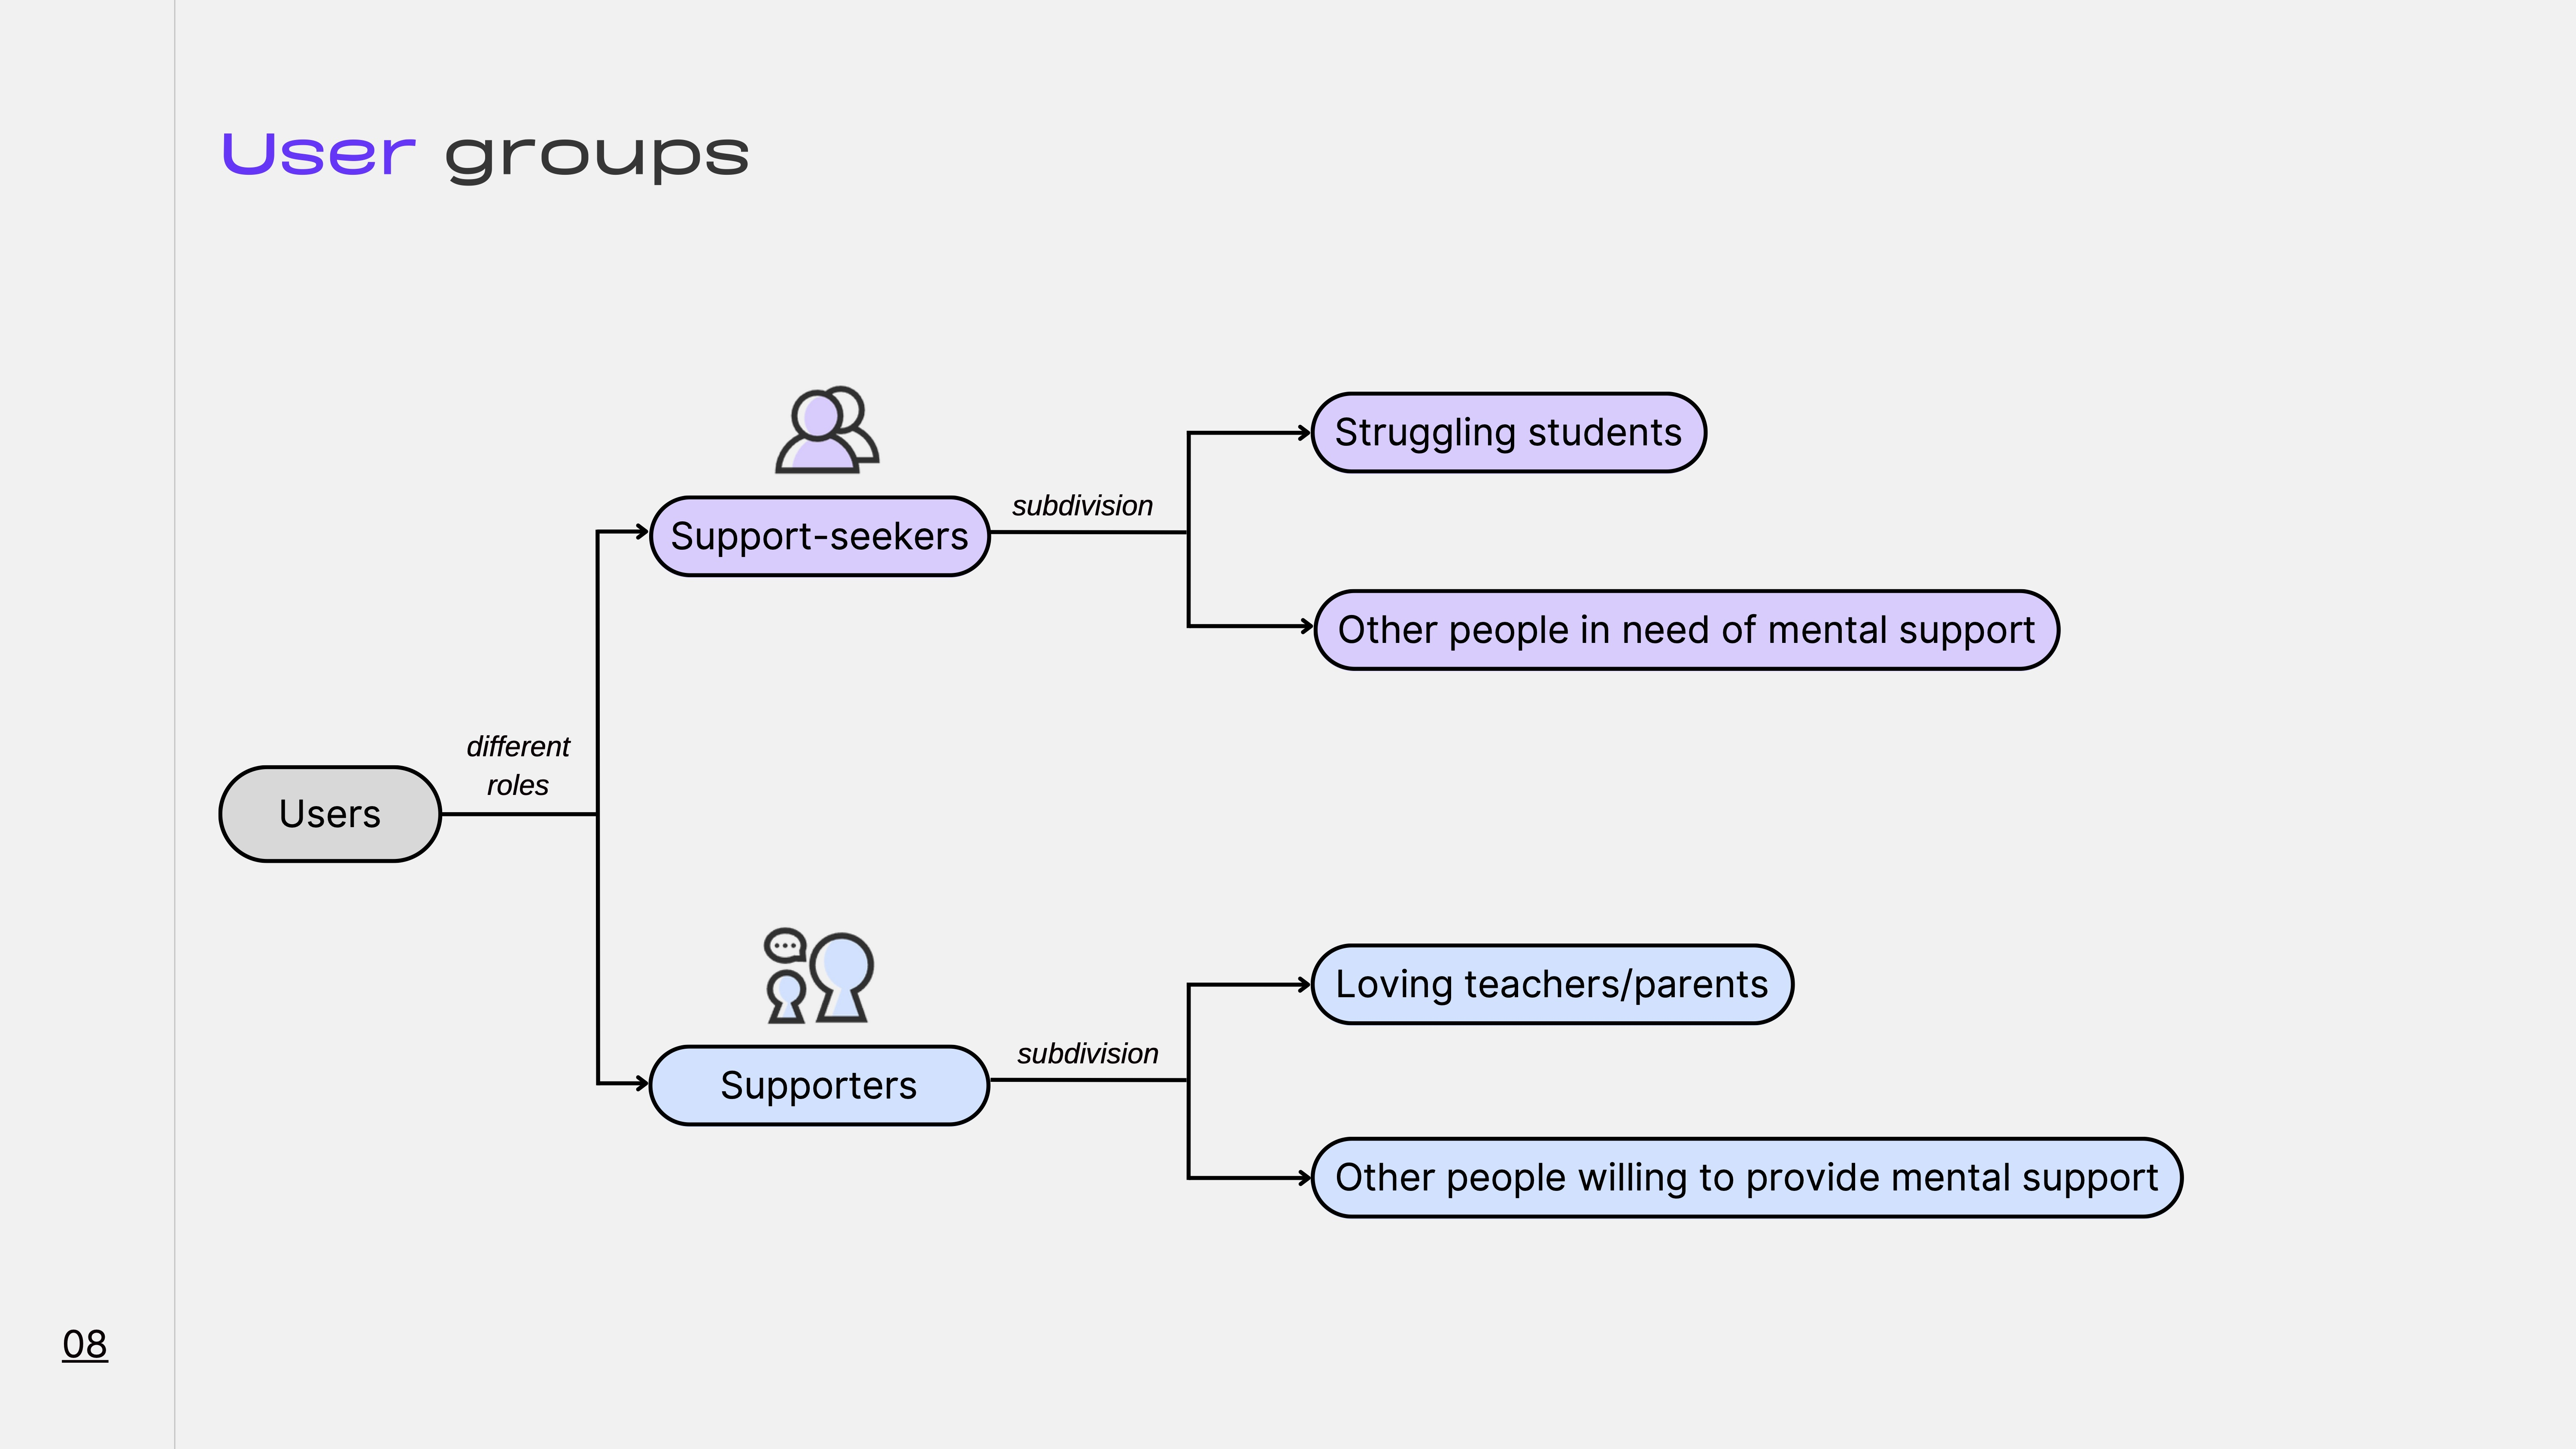 User groups
Struggling students
subdivision
Support-seekers
Other people in need of mental support
different
roles
Users
Loving teachers/parents
subdivision
Supporters
Other people willing to provide mental support
08